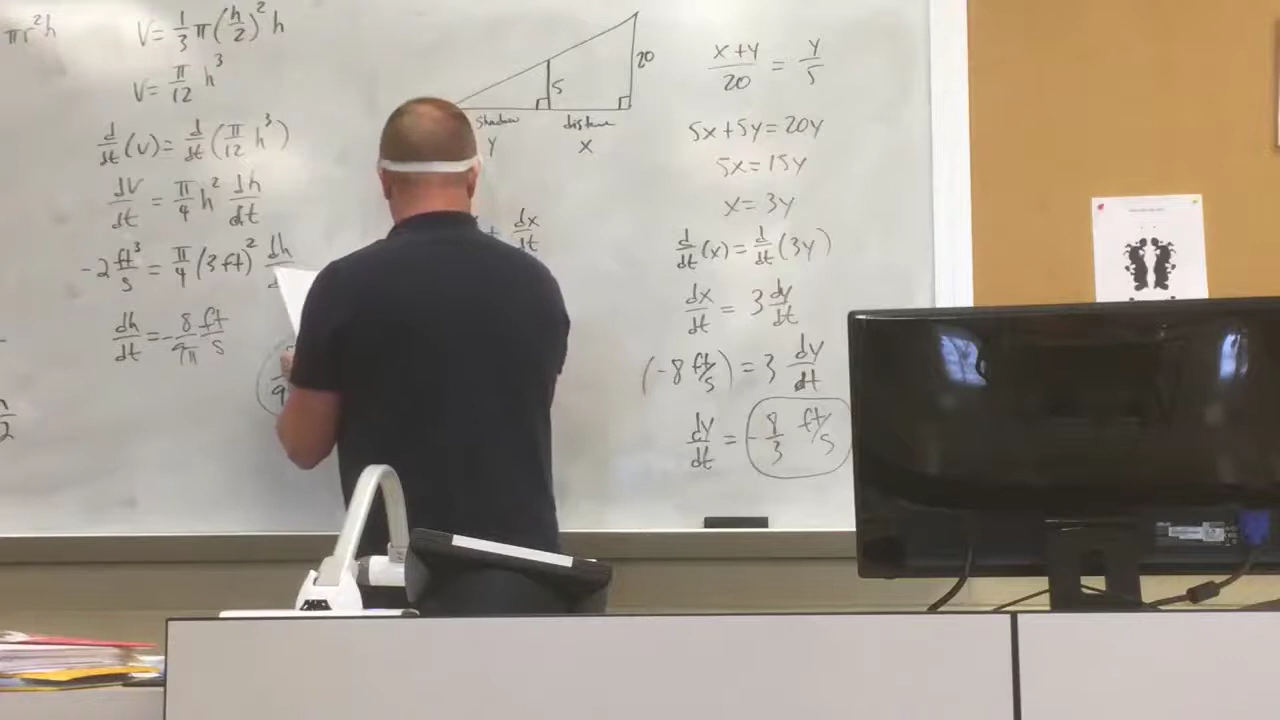 πr²h
V = 1/3 π(h/2)² h
V = π/12 h³
d/dt (V) = d/dt (π/12 h³)
dV/dt = π/4 h² dh/dt
-2 ft³/s = π/4 (3 ft)² dh
dh/dt = -8/9π ft/s
9
2
5
20
shadow
distance
y
x
+ dx/dt
x+y/20 = y/5
5x+5y=20y
5x=15y
x=3y
d/dt (x) = d/dt (3y)
dx/dt = 3 dy/dt
(-8 ft/s) = 3 dy/dt
dy/dt = -8/3 ft/s